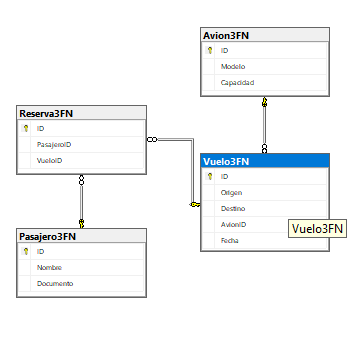 Avion3FN
ID
Modelo
Capacidad
Reserva3FN
ID
PasajeroID
VueloID
Vuelo3FN
ID
Origen
Destino
AvionID
Fecha
Vuelo3FN
Pasajero3FN
ID
Nombre
Documento